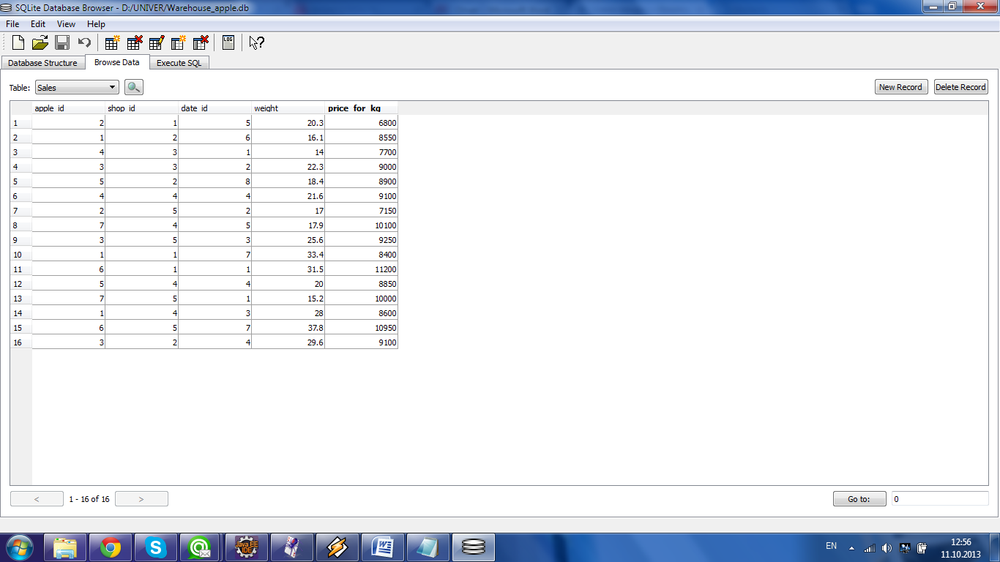 SQLite Database Browser - D:/UNIVER/Warehouse_apple.db
File Edit View Help
LOG
Database Structure Browse Data Execute SQL
Table: Sales New Record Delete Record
apple_id shop_id date_id weight price_for_kg
1 2 1 5 20.3 6800
2 1 2 6 16.1 8550
3 4 3 1 14 7700
4 3 3 2 22.3 9000
5 5 2 8 18.4 8900
6 4 4 4 21.6 9100
7 2 5 2 17 7150
8 7 4 5 17.9 10100
9 3 5 3 25.6 9250
10 1 1 7 33.4 8400
11 6 1 1 31.5 11200
12 5 4 4 20 8850
13 7 5 1 15.2 10000
14 1 4 3 28 8600
15 6 5 7 37.8 10950
16 3 2 4 29.6 9100
< 1 - 16 of 16 > Go to: 0
Java EE
IDE
EN 12:56
11.10.2013